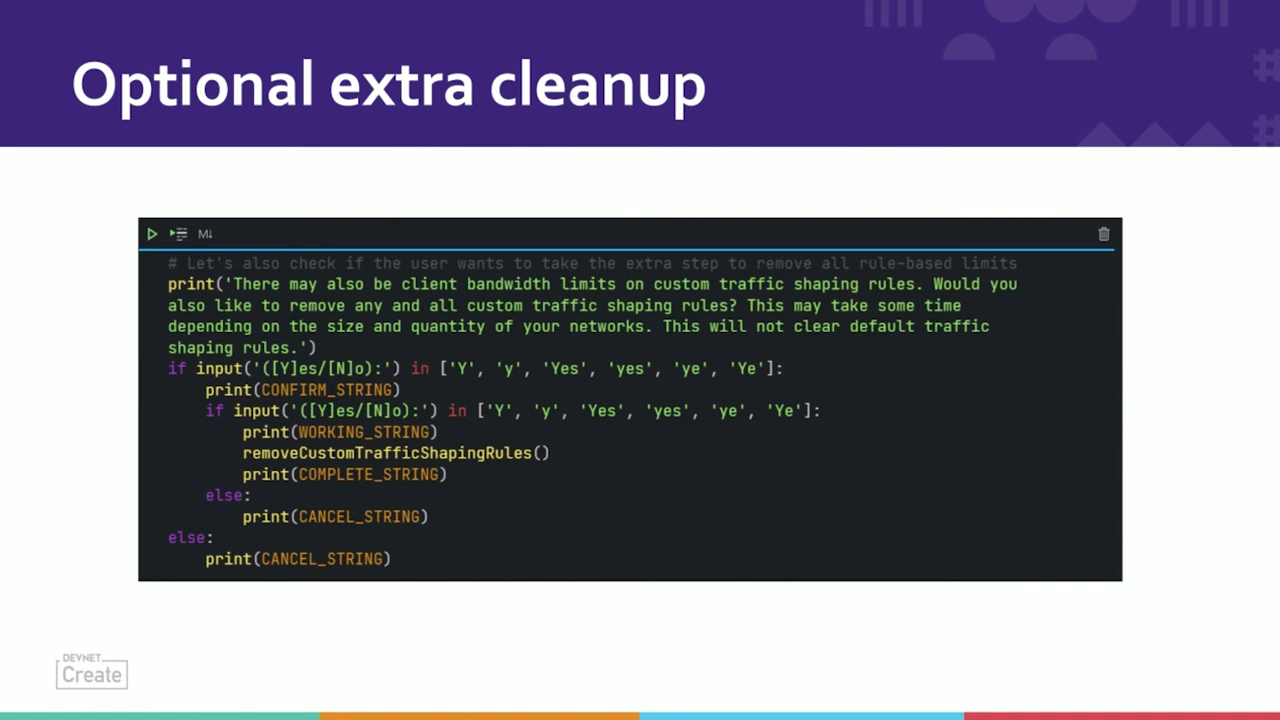 Optional extra cleanup
M↓
# Let's also check if the user wants to take the extra step to remove all rule-based limits
print('There may also be client bandwidth limits on custom traffic shaping rules. Would you
also like to remove any and all custom traffic shaping rules? This may take some time
depending on the size and quantity of your networks. This will not clear default traffic
shaping rules.')
if input('([Y]es/[N]o):') in ['Y', 'y', 'Yes', 'yes', 'ye', 'Ye']:
    print(CONFIRM_STRING)
    if input('([Y]es/[N]o):') in ['Y', 'y', 'Yes', 'yes', 'ye', 'Ye']:
        print(WORKING_STRING)
        removeCustomTrafficShapingRules()
        print(COMPLETE_STRING)
    else:
        print(CANCEL_STRING)
else:
    print(CANCEL_STRING)
DEVNET
Create